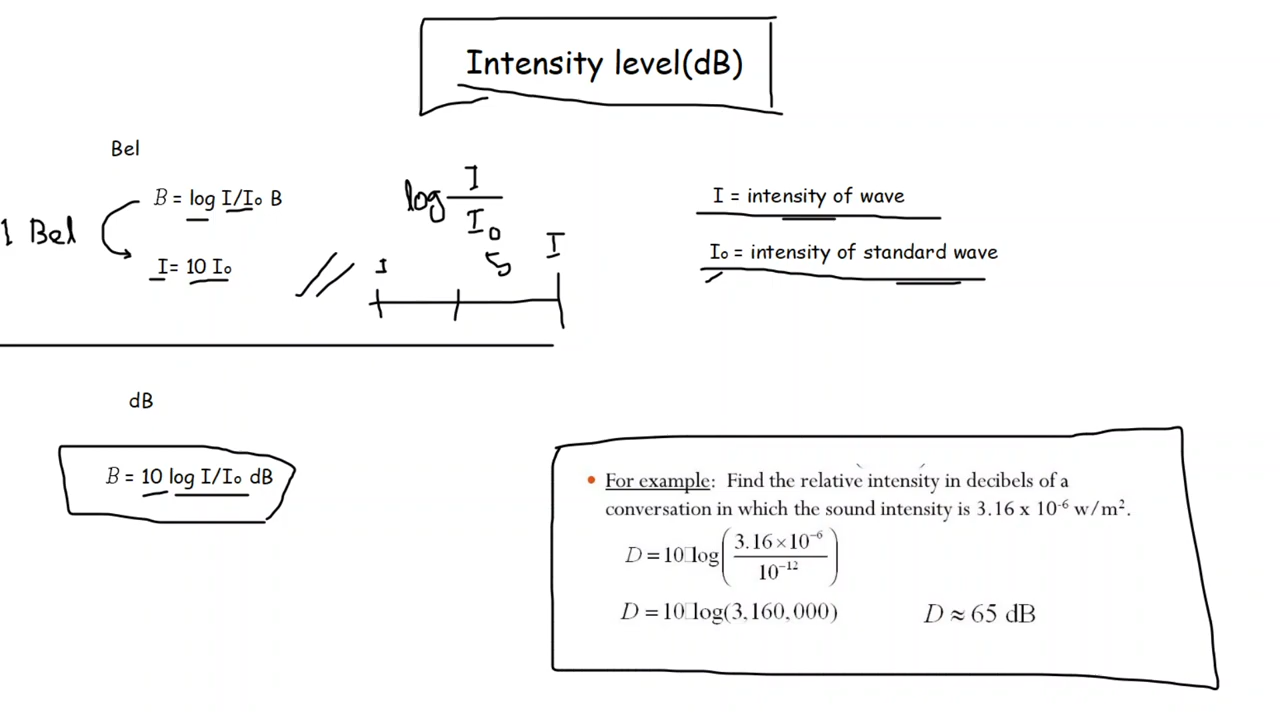 Intensity level(dB)
Bel
B = log I/I₀ B
1 Bel
I= 10 I₀
log I/I₀
I
5
I
I = intensity of wave
I₀ = intensity of standard wave
dB
B = 10 log I/I₀ dB
• For example: Find the relative intensity in decibels of a
conversation in which the sound intensity is 3.16 x 10⁻⁶ w/m².
D = 10□log(3.16×10⁻⁶/10⁻¹²)
D = 10□log(3,160,000)
D ≈ 65 dB